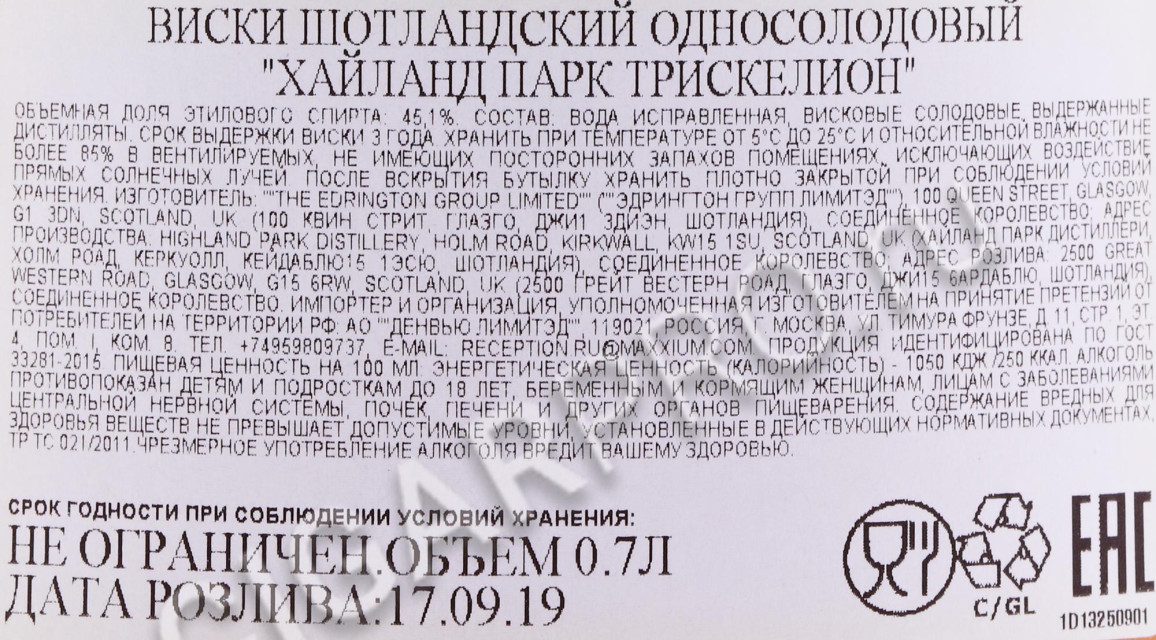 ВИСКИ ШОТЛАНДСКИЙ ОДНОСОЛОДОВЫЙ
"ХАЙЛАНД ПАРК ТРИСКЕЛИОН"
ОБЪЕМНАЯ ДОЛЯ ЭТИЛОВОГО СПИРТА: 45,1%. СОСТАВ: ВОДА ИСПРАВЛЕННАЯ, ВИСКОВЫЕ СОЛОДОВЫЕ ВЫДЕРЖАННЫЕ
ДИСТИЛЛЯТЫ. СРОК ВЫДЕРЖКИ ВИСКИ 3 ГОДА. ХРАНИТЬ ПРИ ТЕМПЕРАТУРЕ ОТ 5°С ДО 25°С И ОТНОСИТЕЛЬНОЙ ВЛАЖНОСТИ НЕ
БОЛЕЕ 85% В ВЕНТИЛИРУЕМЫХ, НЕ ИМЕЮЩИХ ПОСТОРОННИХ ЗАПАХОВ ПОМЕЩЕНИЯХ, ИСКЛЮЧАЮЩИХ ВОЗДЕЙСТВИЕ
ПРЯМЫХ СОЛНЕЧНЫХ ЛУЧЕЙ. ПОСЛЕ ВСКРЫТИЯ БУТЫЛКУ ХРАНИТЬ ПЛОТНО ЗАКРЫТОЙ ПРИ СОБЛЮДЕНИИ УСЛОВИЙ
ХРАНЕНИЯ. ИЗГОТОВИТЕЛЬ: ""THE EDRINGTON GROUP LIMITED"" (""ЭДРИНГТОН ГРУПП ЛИМИТЭД""), 100 QUEEN STREET, GLASGOW,
G1 3DN, SCOTLAND, UK (100 КВИН СТРИТ, ГЛАЗГО, ДЖИ1 3ДИЭН, ШОТЛАНДИЯ), СОЕДИНЕННОЕ КОРОЛЕВСТВО; АДРЕС
ПРОИЗВОДСТВА: HIGHLAND PARK DISTILLERY, HOLM ROAD, KIRKWALL, KW15 1SU, SCOTLAND, UK (ХАЙЛАНД ПАРК ДИСТИЛЛЕРИ,
ХОЛМ РОАД, КЕРКУОЛЛ, КЕЙДАБЛЮ15 1ЭСЮ, ШОТЛАНДИЯ), СОЕДИНЕННОЕ КОРОЛЕВСТВО; АДРЕС РОЗЛИВА: 2500 GREAT
WESTERN ROAD, GLASGOW, G15 6RW, SCOTLAND, UK (2500 ГРЕЙТ ВЕСТЕРН РОАД, ГЛАЗГО, ДЖИ15 6АРДАБЛЮ, ШОТЛАНДИЯ),
СОЕДИНЕННОЕ КОРОЛЕВСТВО. ИМПОРТЕР И ОРГАНИЗАЦИЯ, УПОЛНОМОЧЕННАЯ ИЗГОТОВИТЕЛЕМ НА ПРИНЯТИЕ ПРЕТЕНЗИЙ ОТ
ПОТРЕБИТЕЛЕЙ НА ТЕРРИТОРИИ РФ: АО ""ДЕНВЬЮ ЛИМИТЭД"", 119021, РОССИЯ, Г. МОСКВА, УЛ. ТИМУРА ФРУНЗЕ, Д. 11, СТР. 1, ЭТ.
4, ПОМ. I, КОМ. 8, ТЕЛ. +74959809737, E-MAIL: RECEPTION.RU@MAXXIUM.COM. ПРОДУКЦИЯ ИДЕНТИФИЦИРОВАНА ПО ГОСТ
33281-2015. ПИЩЕВАЯ ЦЕННОСТЬ НА 100 МЛ: ЭНЕРГЕТИЧЕСКАЯ ЦЕННОСТЬ (КАЛОРИЙНОСТЬ) - 1050 КДЖ /250 ККАЛ. АЛКОГОЛЬ
ПРОТИВОПОКАЗАН ДЕТЯМ И ПОДРОСТКАМ ДО 18 ЛЕТ, БЕРЕМЕННЫМ И КОРМЯЩИМ ЖЕНЩИНАМ, ЛИЦАМ С ЗАБОЛЕВАНИЯМИ
ЦЕНТРАЛЬНОЙ НЕРВНОЙ СИСТЕМЫ, ПОЧЕК, ПЕЧЕНИ И ДРУГИХ ОРГАНОВ ПИЩЕВАРЕНИЯ. СОДЕРЖАНИЕ ВРЕДНЫХ ДЛЯ
ЗДОРОВЬЯ ВЕЩЕСТВ НЕ ПРЕВЫШАЕТ ДОПУСТИМЫЕ УРОВНИ, УСТАНОВЛЕННЫЕ В ДЕЙСТВУЮЩИХ НОРМАТИВНЫХ ДОКУМЕНТАХ,
ТР ТС 021/2011.ЧРЕЗМЕРНОЕ УПОТРЕБЛЕНИЕ АЛКОГОЛЯ ВРЕДИТ ВАШЕМУ ЗДОРОВЬЮ.
CIGARPRO.ru
СРОК ГОДНОСТИ ПРИ СОБЛЮДЕНИИ УСЛОВИЙ ХРАНЕНИЯ:
НЕ ОГРАНИЧЕН.ОБЪЕМ 0.7Л
ДАТА РОЗЛИВА:17.09.19
C/GL
EAC
1D13250901